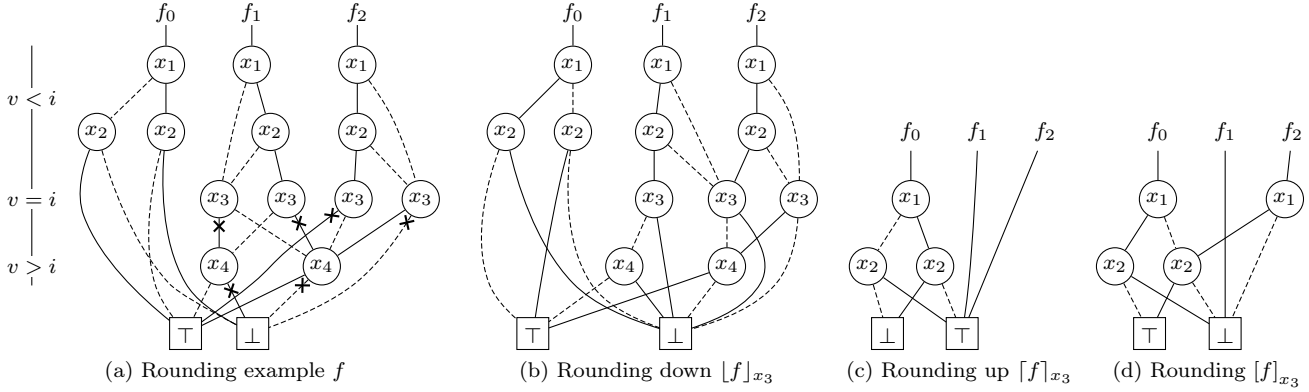 f₀ f₁ f₂ f₀ f₁ f₂
x₁ x₁ x₁ x₁ x₁ x₁
v < i
x₂ x₂ x₂ x₂ x₂ x₂ x₂ x₂ f₀ f₁ f₂ f₀ f₁ f₂
v = i x₃ x₃ x₃ x₃ x₃ x₃ x₃ x₁ x₁ x₁
v > i x₄ x₄ x₄ x₄ x₂ x₂ x₂ x₂
⊤ ⊥ ⊤ ⊥ ⊥ ⊤ ⊤ ⊥
(a) Rounding example f (b) Rounding down ⌊f⌋ₓ₃ (c) Rounding up ⌈f⌉ₓ₃ (d) Rounding [f]ₓ₃